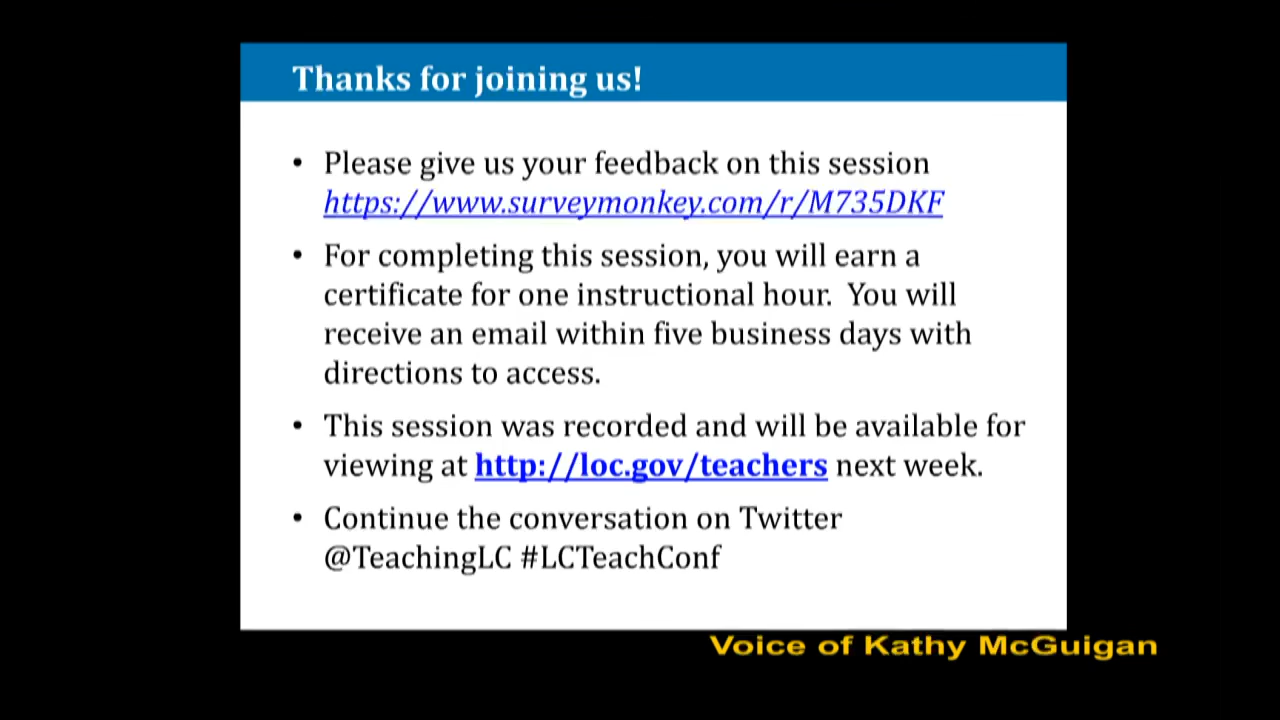 Thanks for joining us!
• Please give us your feedback on this session
https://www.surveymonkey.com/r/M735DKF
• For completing this session, you will earn a
certificate for one instructional hour.  You will
receive an email within five business days with
directions to access.
• This session was recorded and will be available for
viewing at http://loc.gov/teachers next week.
• Continue the conversation on Twitter
@TeachingLC #LCTeachConf
Voice of Kathy McGuigan